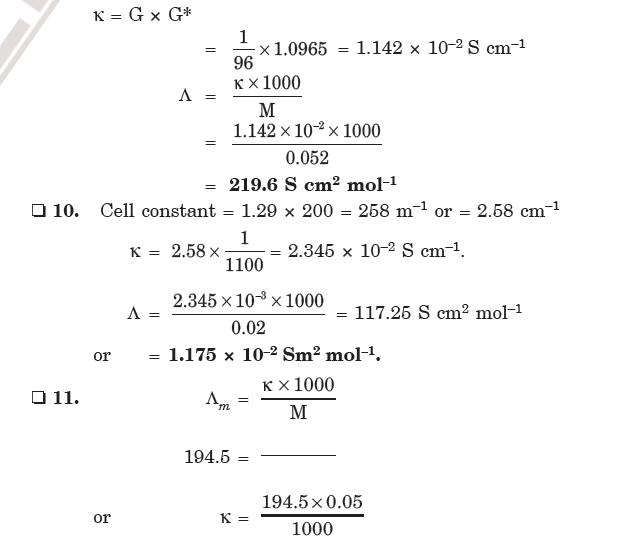 κ = G × G*
= 1/96 × 1.0965 = 1.142 × 10⁻² S cm⁻¹
Λ = κ × 1000 / M
= 1.142 × 10⁻² × 1000 / 0.052
= 219.6 S cm² mol⁻¹
❑ 10. Cell constant = 1.29 × 200 = 258 m⁻¹ or = 2.58 cm⁻¹
κ = 2.58 × 1/1100 = 2.345 × 10⁻² S cm⁻¹.
Λ = 2.345 × 10⁻³ × 1000 / 0.02 = 117.25 S cm² mol⁻¹
or = 1.175 × 10⁻² Sm² mol⁻¹.
❑ 11. Λₘ = κ × 1000 / M
194.5 =
or κ = 194.5 × 0.05 / 1000